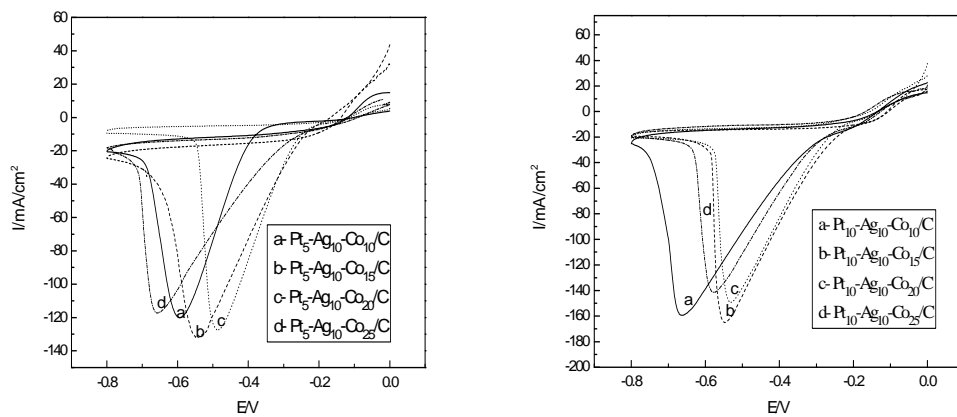 60
40
20
0
-20
-40
-60
-80
-100
-120
-140
I/mA/cm²
-0.8 -0.6 -0.4 -0.2 0.0
E/V
a b c d
a- Pt₅-Ag₁₀-Co₁₀/C
b- Pt₅-Ag₁₀-Co₁₅/C
c- Pt₅-Ag₁₀-Co₂₀/C
d- Pt₅-Ag₁₀-Co₂₅/C
60
40
20
0
-20
-40
-60
-80
-100
-120
-140
-160
-180
-200
I/mA/cm²
-0.8 -0.6 -0.4 -0.2 0.0
E/V
a b c d
a- Pt₁₀-Ag₁₀-Co₁₀/C
b- Pt₁₀-Ag₁₀-Co₁₅/C
c- Pt₁₀-Ag₁₀-Co₂₀/C
d- Pt₁₀-Ag₁₀-Co₂₅/C